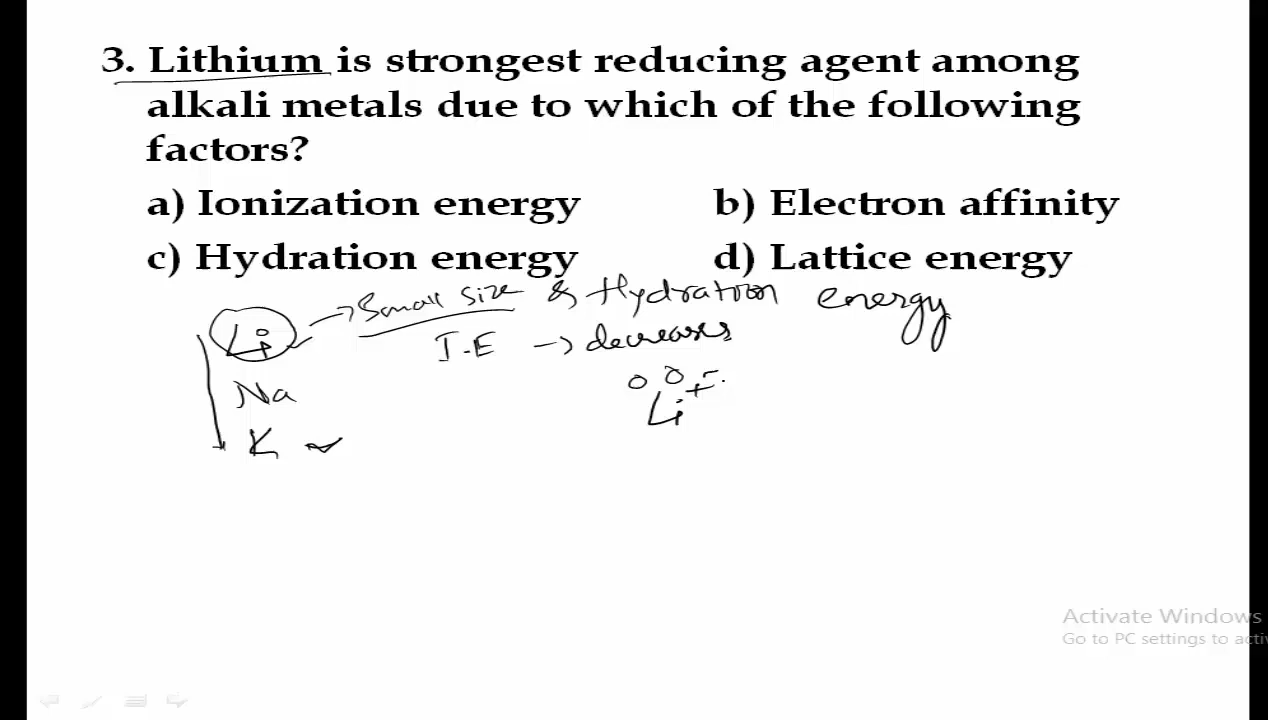 3. Lithium is strongest reducing agent among
alkali metals due to which of the following
factors?
a) Ionization energy b) Electron affinity
c) Hydration energy d) Lattice energy
Li → Small size & Hydration energy
I.E → decreases
Na
Li+
K
Activate Windows
Go to PC settings to acti